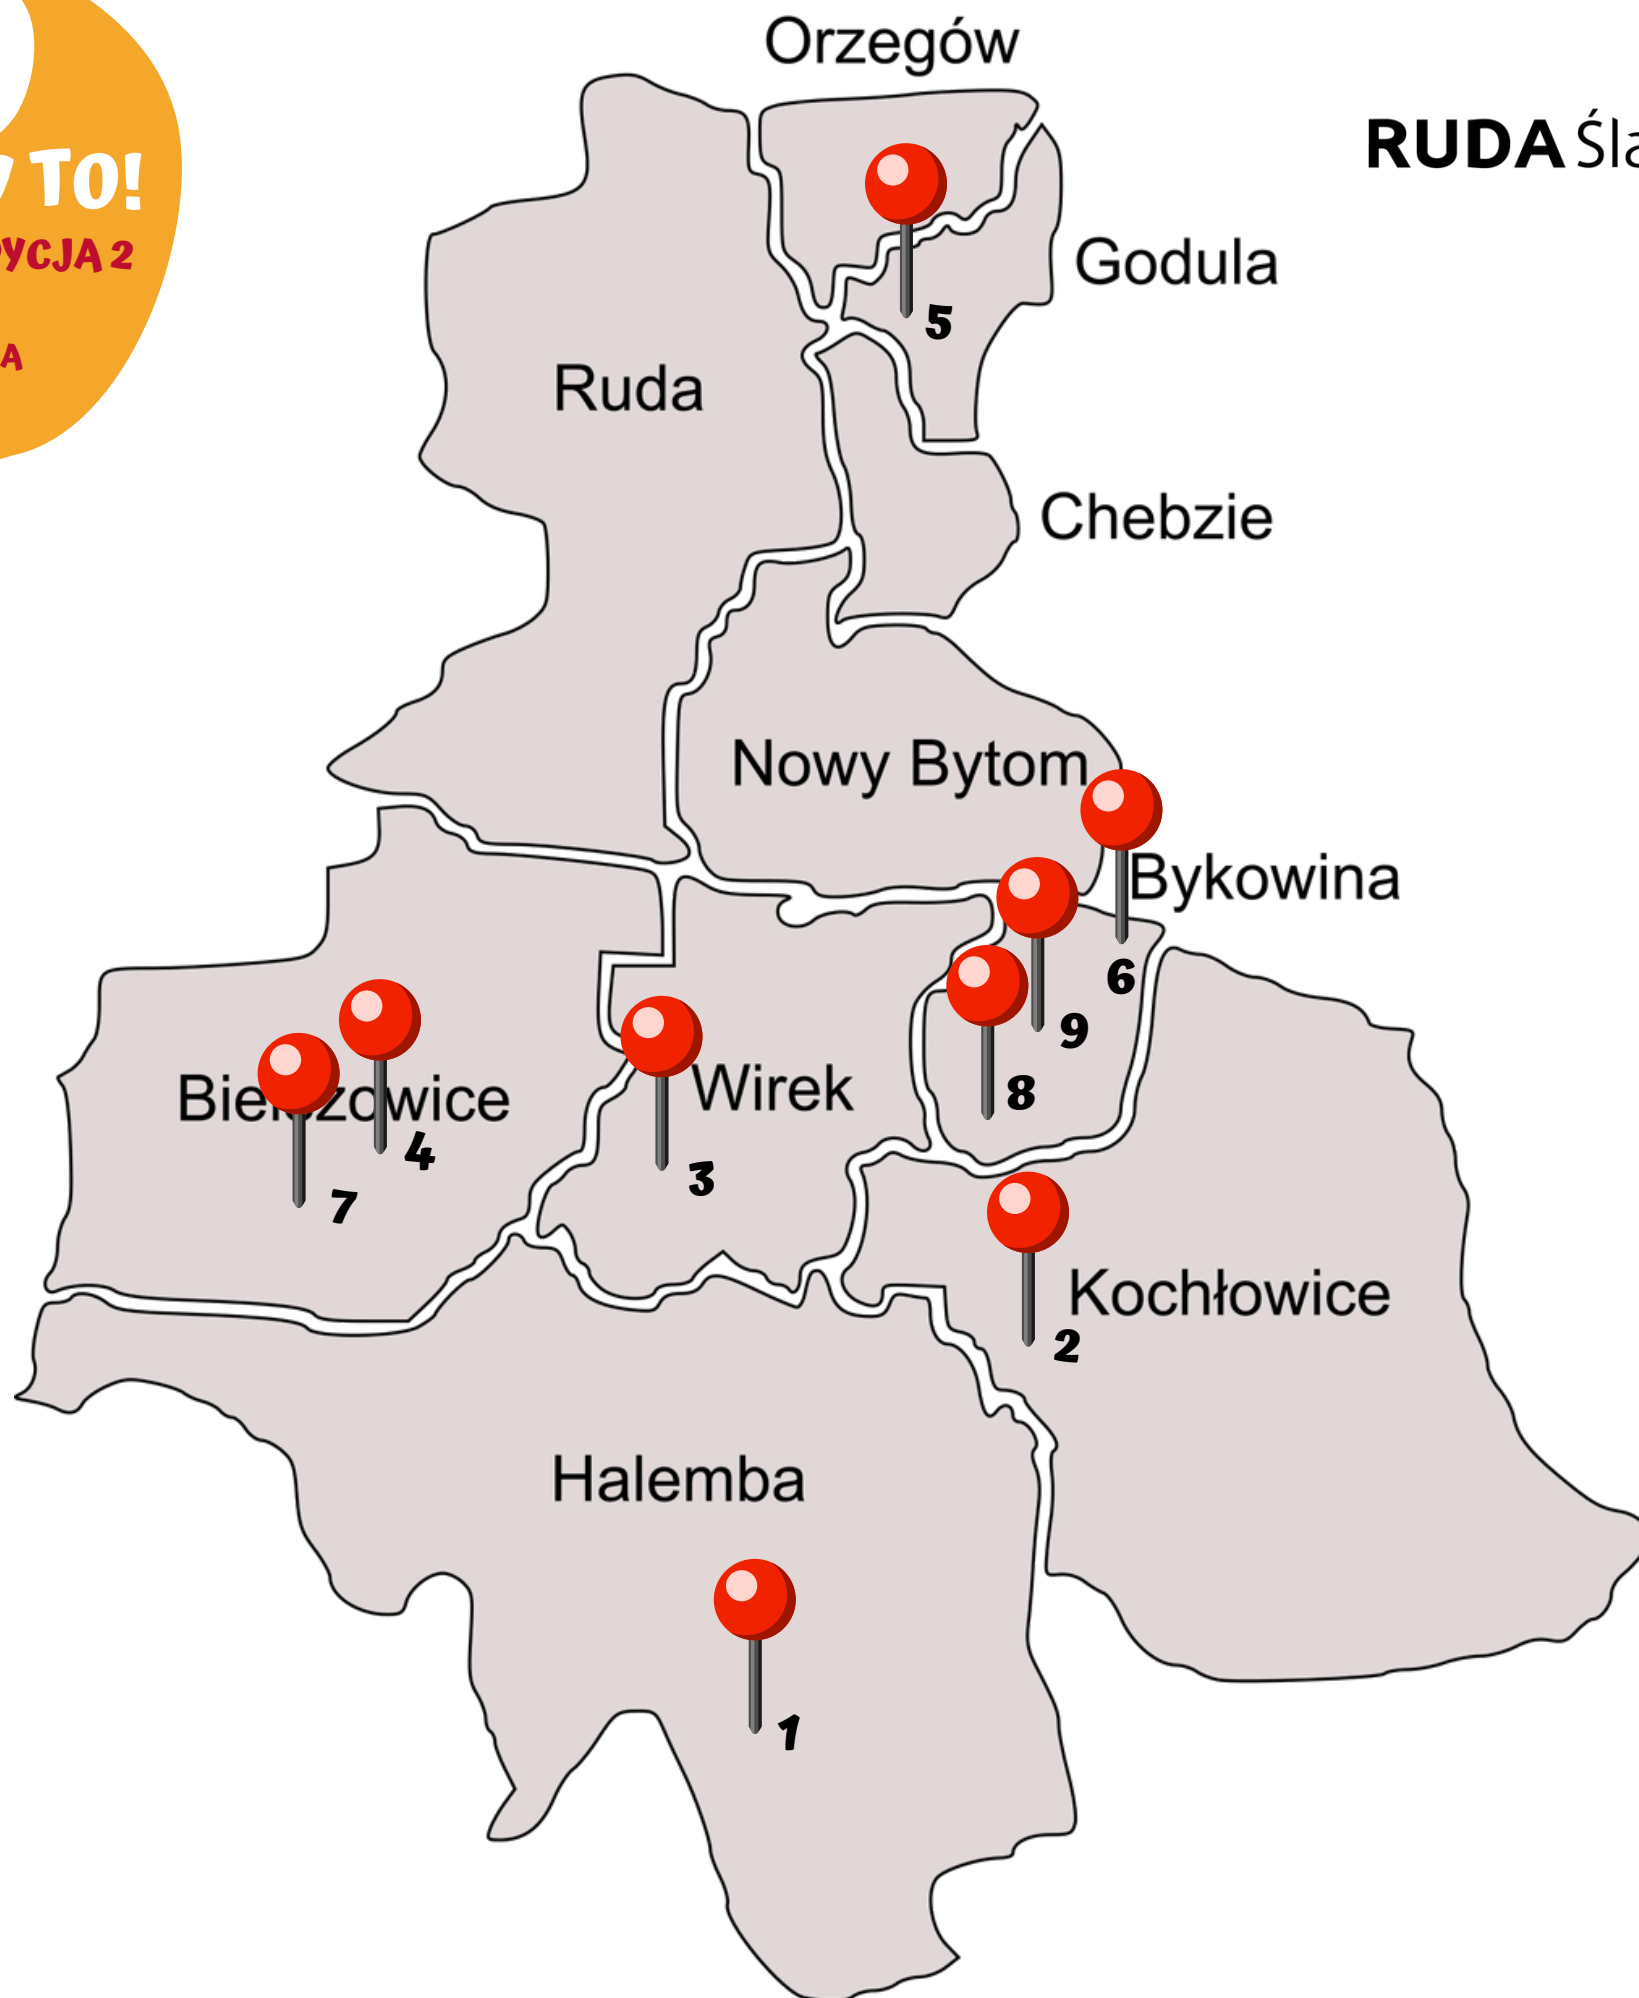 Orzegów
RUDA
TO!
YCJA 2
A
Godula
5
Ruda
Chebzie
Nowy Bytom
Bykowina
6
9
8
Wirek
3
4
7
Kochłowice
2
Halemba
1